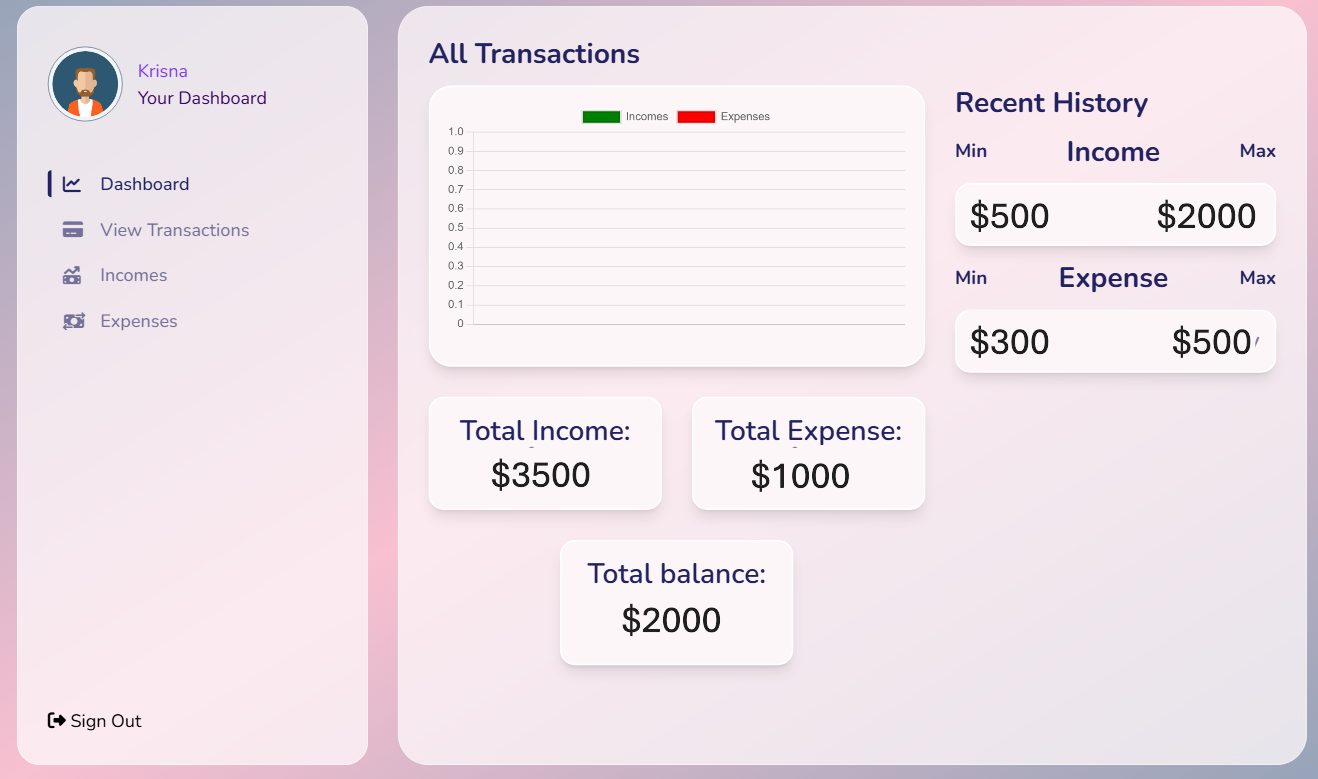 Krisna
Your Dashboard
Dashboard
View Transactions
Incomes
Expenses
Sign Out
All Transactions
Incomes Expenses
1.0
0.9
0.8
0.7
0.6
0.5
0.4
0.3
0.2
0.1
0
Total Income:
$3500
Total Expense:
$1000
Total balance:
$2000
Recent History
Min Income Max
$500 $2000
Min Expense Max
$300 $500